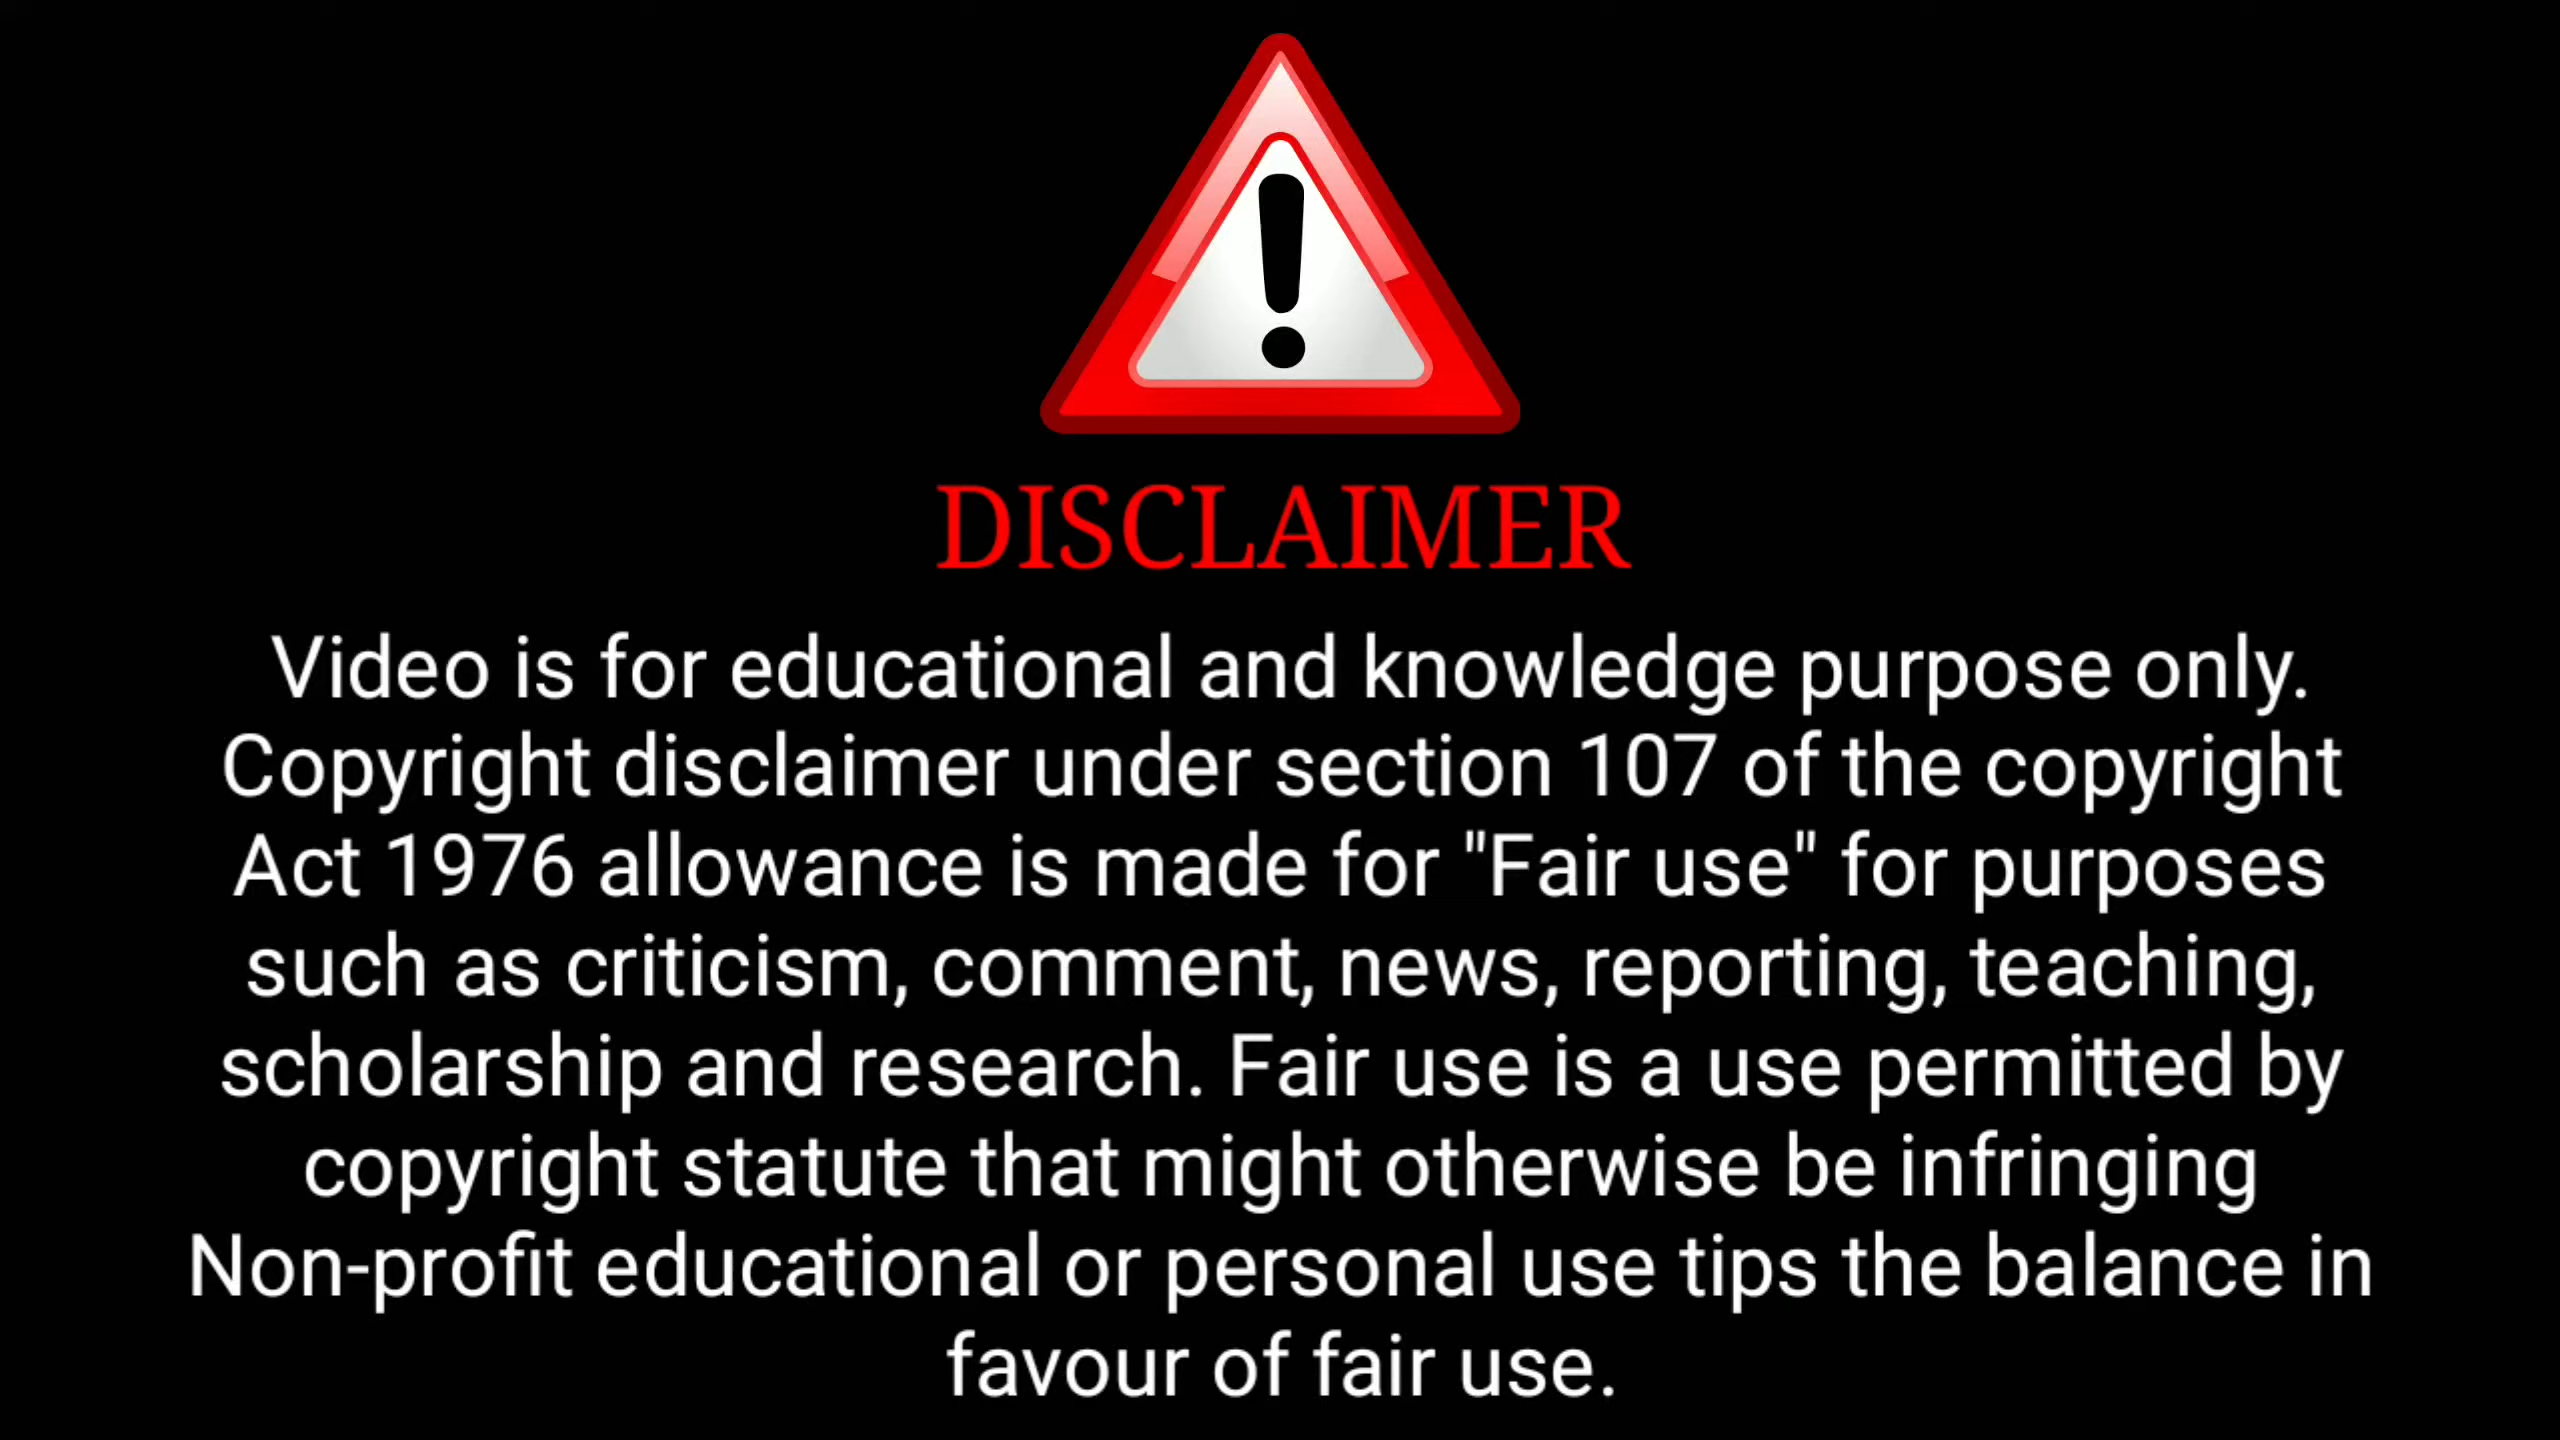 DISCLAIMER
Video is for educational and knowledge purpose only.
Copyright disclaimer under section 107 of the copyright
Act 1976 allowance is made for "Fair use" for purposes
such as criticism, comment, news, reporting, teaching,
scholarship and research. Fair use is a use permitted by
copyright statute that might otherwise be infringing
Non-profit educational or personal use tips the balance in
favour of fair use.